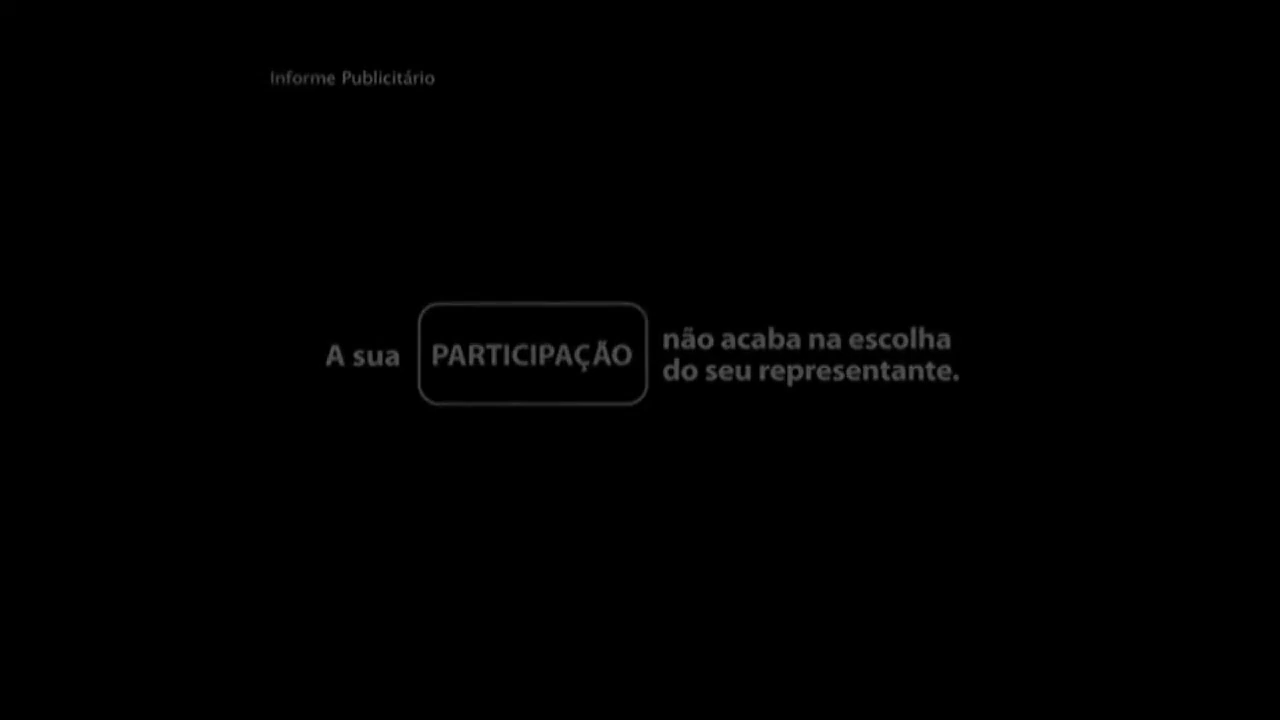 Informe Publicitário
A sua PARTICIPAÇÃO não acaba na escolha
do seu representante.